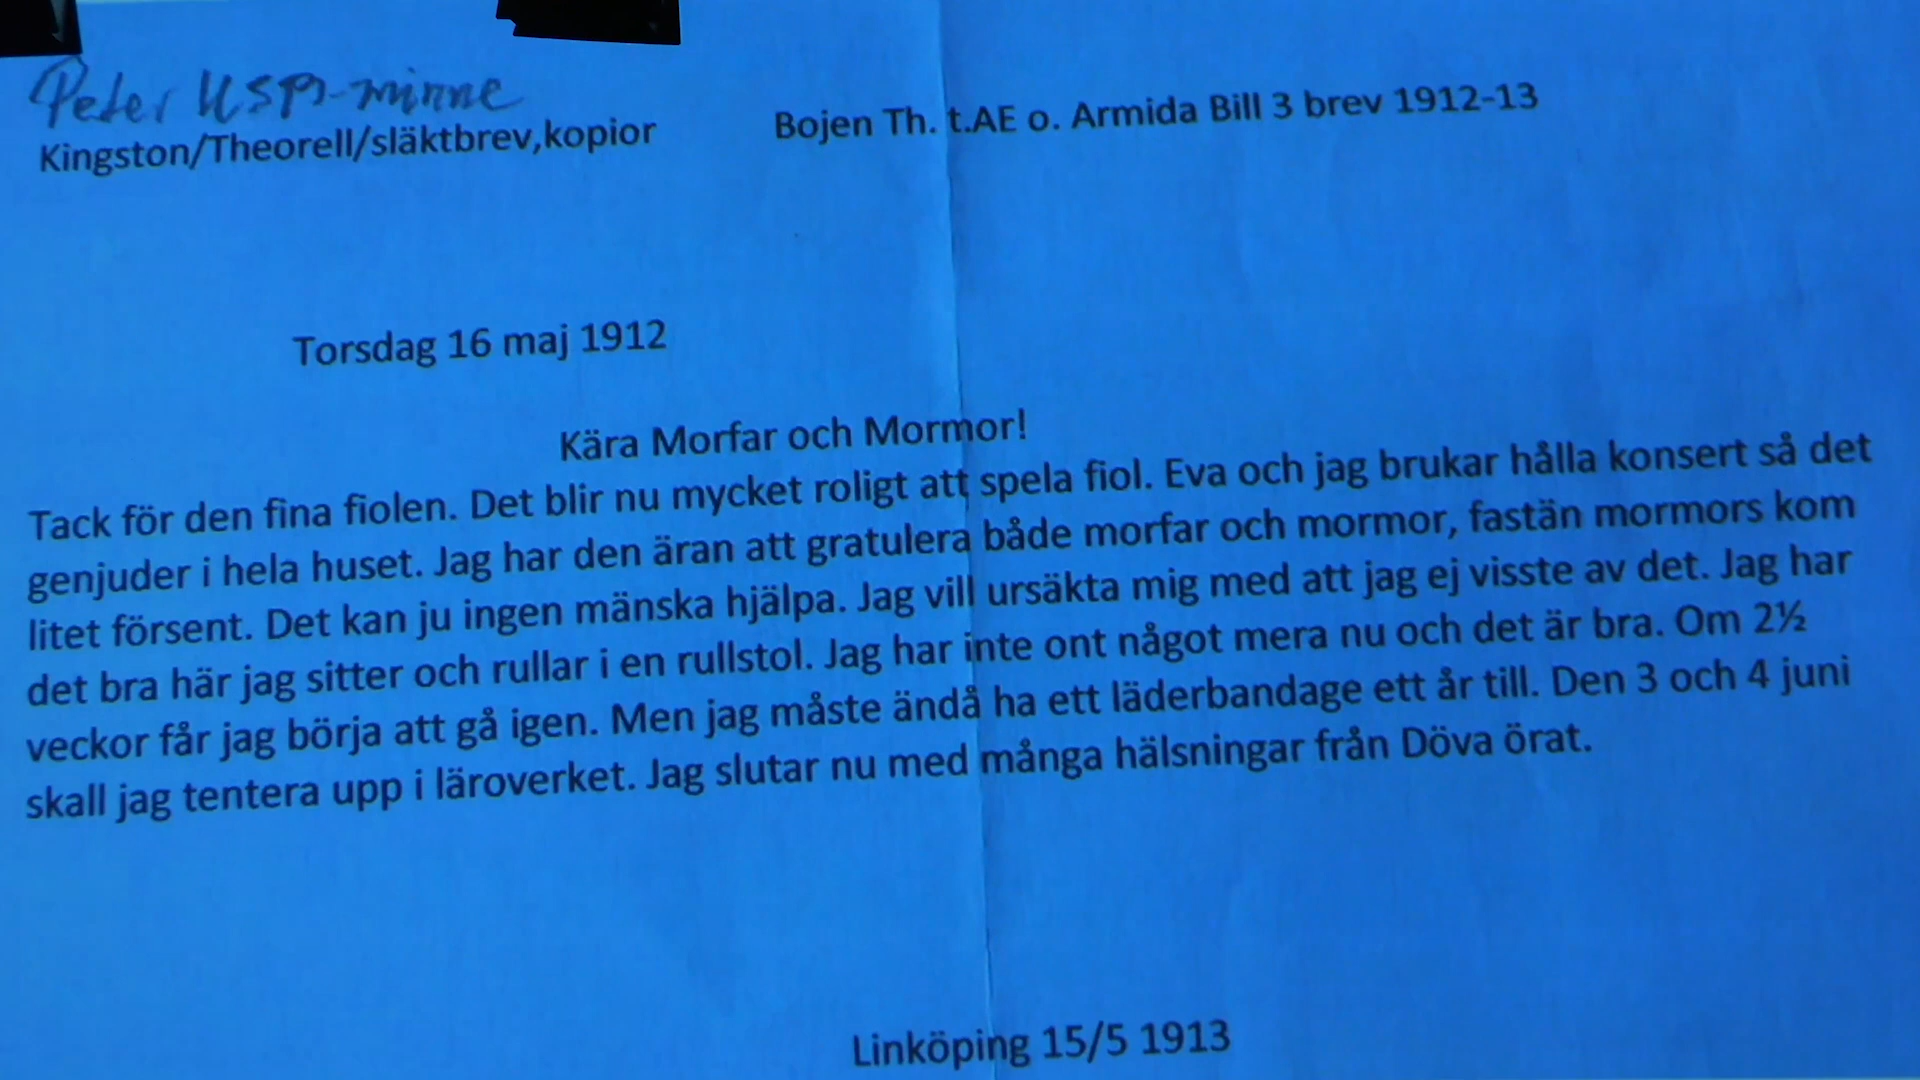 Peter USM-minne
Kingston/Theorell/släktbrev,kopior
Bojen Th. t.AE o. Armida Bill 3 brev 1912-13
Torsdag 16 maj 1912
Kära Morfar och Mormor!
Tack för den fina fiolen. Det blir nu mycket roligt att spela fiol. Eva och jag brukar hålla konsert så det
genjuder i hela huset. Jag har den äran att gratulera både morfar och mormor, fastän mormors kom
litet försent. Det kan ju ingen mänska hjälpa. Jag vill ursäkta mig med att jag ej visste av det. Jag har
det bra här jag sitter och rullar i en rullstol. Jag har inte ont något mera nu och det är bra. Om 2½
veckor får jag börja att gå igen. Men jag måste ändå ha ett läderbandage ett år till. Den 3 och 4 juni
skall jag tentera upp i läroverket. Jag slutar nu med många hälsningar från Döva örat.
Linköping 15/5 1913